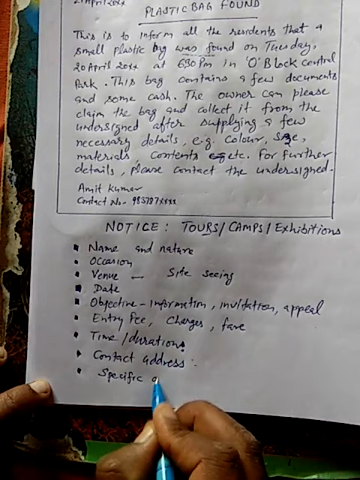 21 April 20xx
PLASTIC BAG FOUND
This is to inform all the residents that a
small plastic bag was found on Tuesday,
20 April 20xx at 6:30 Pm in 'O' Block central
Park. This bag contains a few documents
and some cash. The owner can please
claim the bag and collect it from the
undersigned after supplying a few
necessary details, e.g. Colour, Size,
materials, contents etc. For further
details, please contact the undersigned.
Amit Kumar
Contact No-
NOTICE: TOURS/CAMPS/Exhibitions
Name and nature
Occasion
Venue — Site seeing
Date
Objective - Information, invitation, appeal
Entry Fee, Charges, fare
Time/durations
Contact address:
Specific